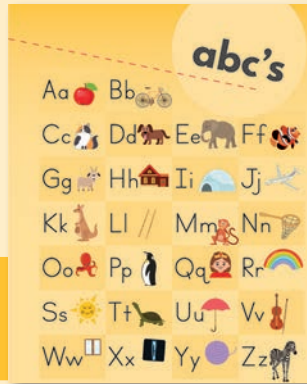 abc's
Aa Bb
Cc Dd Ee Ff
Gg Hh Ii Jj
Kk Ll Mm Nn
Oo Pp Qq Rr
Ss Tt Uu Vv
Ww Xx Yy Zz